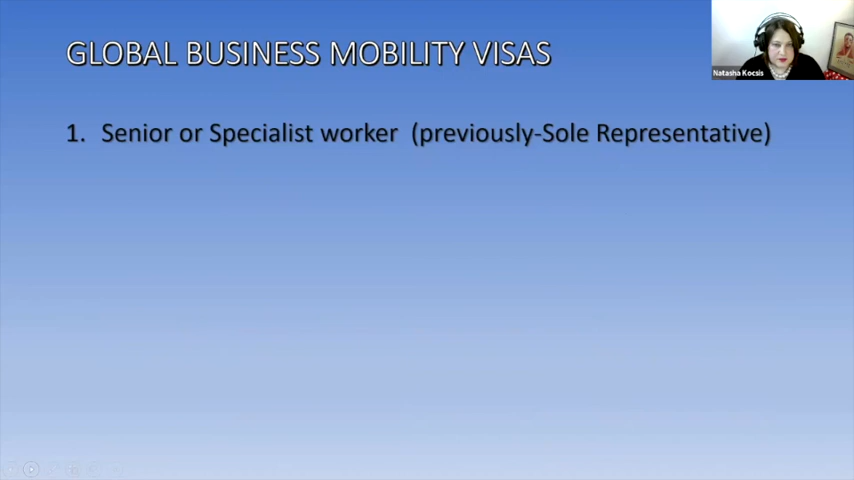 GLOBAL BUSINESS MOBILITY VISAS
Natasha Kocsis
1. Senior or Specialist worker (previously-Sole Representative)